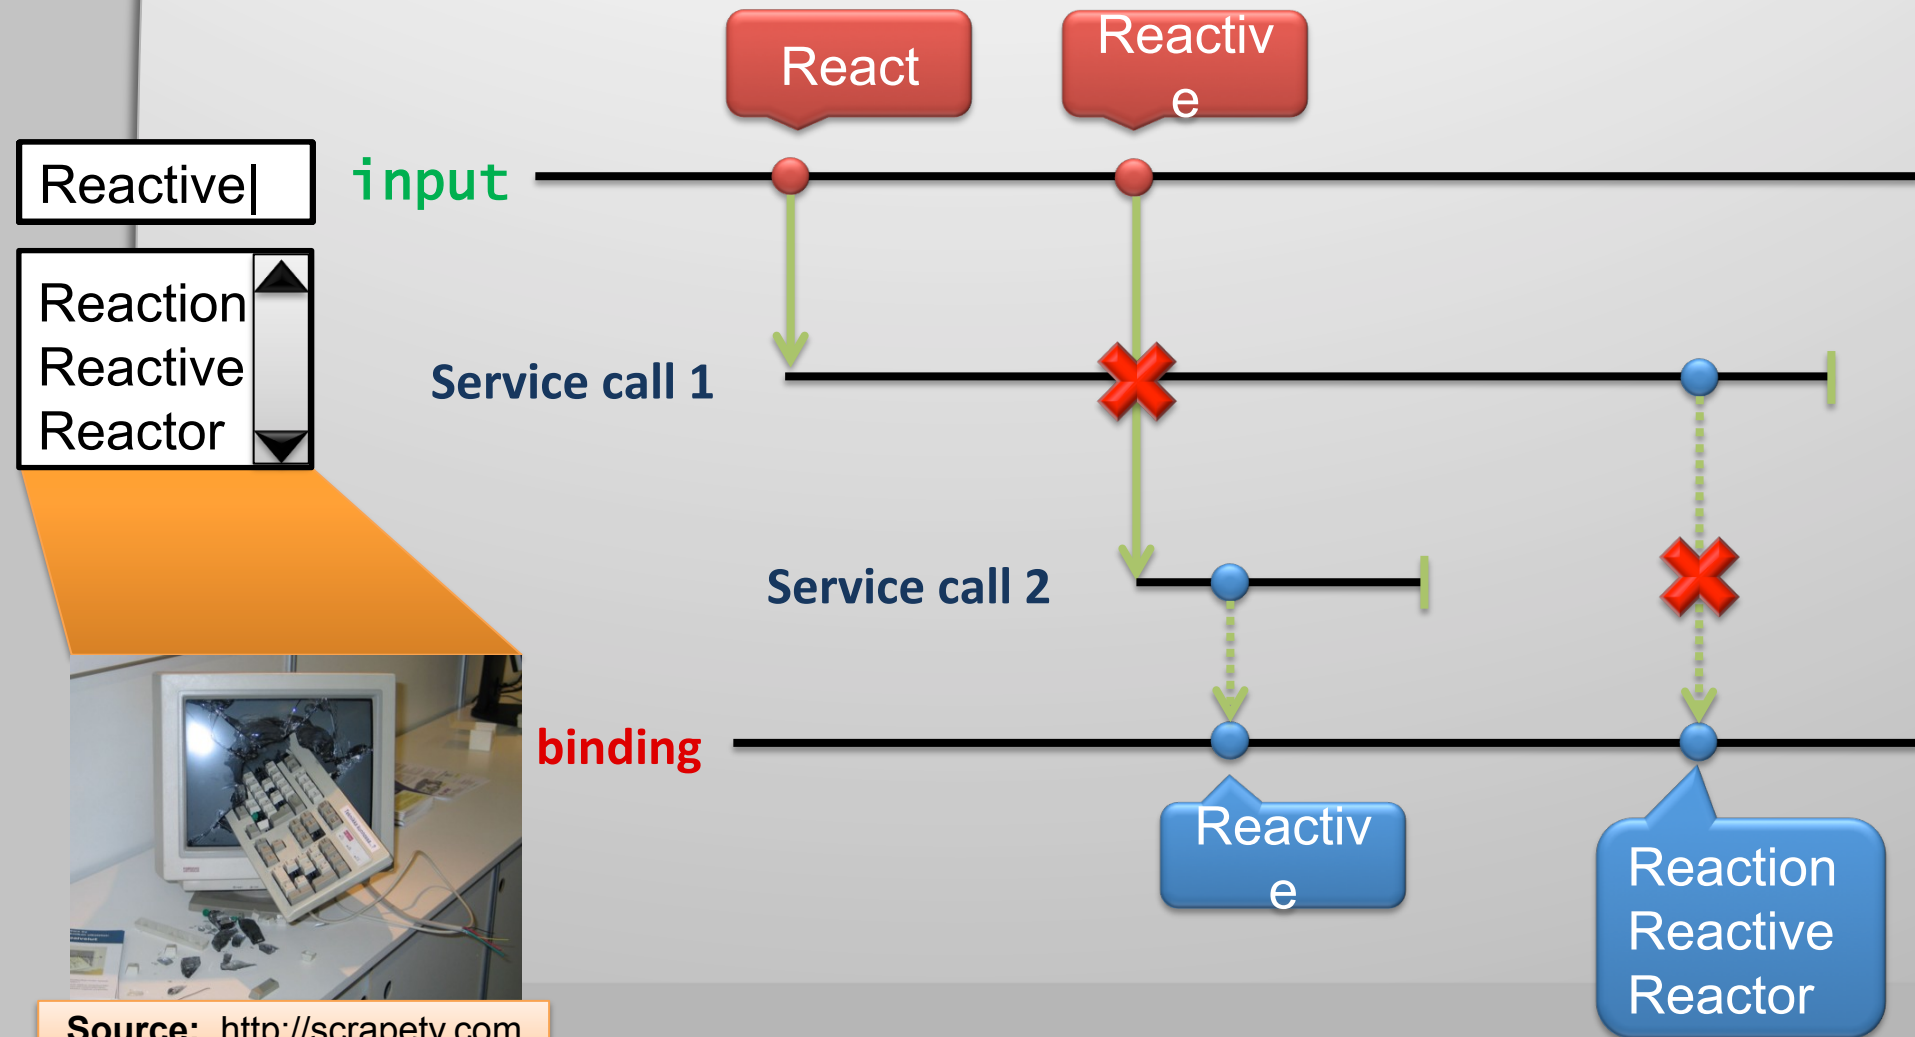 React
Reactiv
e
Reactive
input
Reaction
Reactive
Reactor
Service call 1
Service call 2
binding
Reactiv
e
Reaction
Reactive
Reactor
Source: http://scrapetv.com